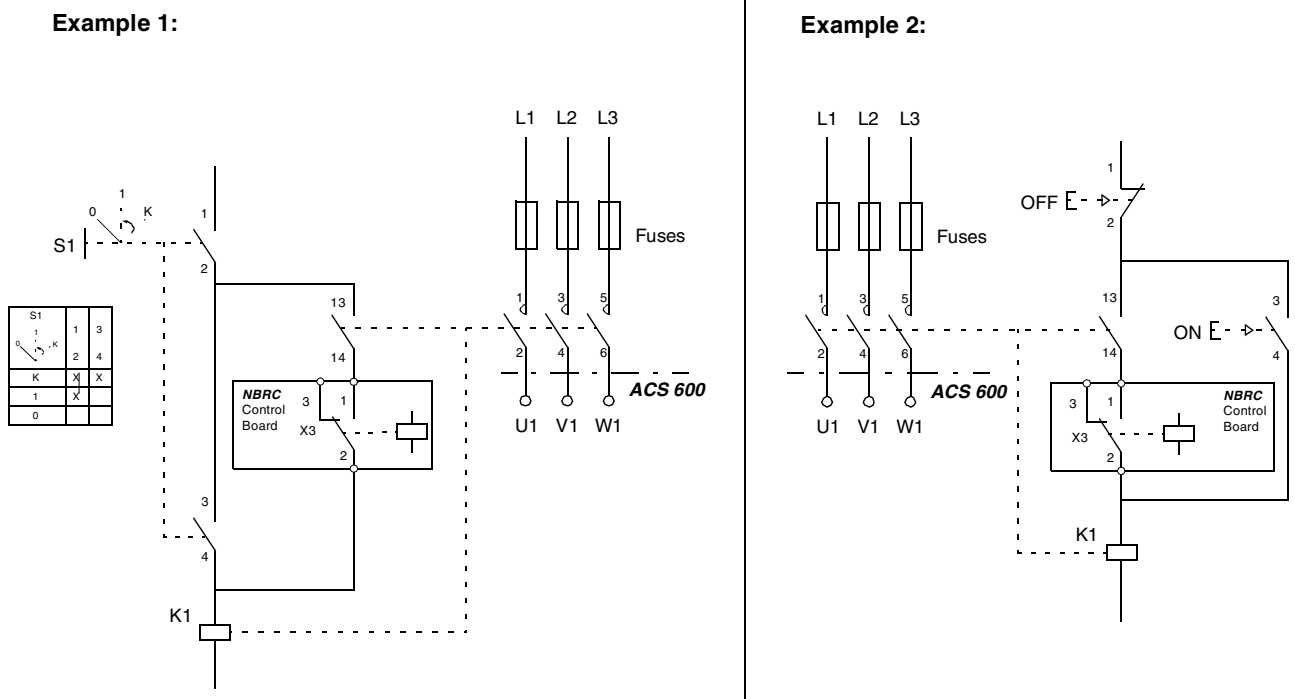 Example 1:
L1 L2 L3
Fuses
1
0
K
S1
1
2
S1
1
0
K
1 3
2 4
K X X
1 X
0
13
14
1 3 5
2 4 6
ACS 600
U1 V1 W1
NBRC
Control
Board
3 1
X3
2
3
4
K1
Example 2:
L1 L2 L3
Fuses
1 3 5
2 4 6
ACS 600
U1 V1 W1
1
OFF
2
13
14
3
ON
4
NBRC
Control
Board
3 1
X3
2
K1